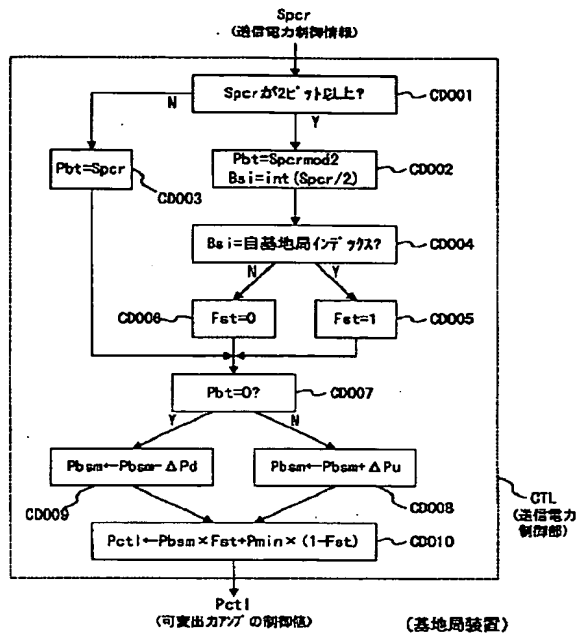 Spcr
(送信電力制御情報)
Spcrが2ビット以上?
CD001
N
Y
Pbt=Spcr
CD003
Pbt=Spcrmod2
Bsi=int(Spcr/2)
CD002
Bsi=自基地局インデックス?
CD004
N
Y
CD006
Fst=0
Fst=1
CD005
Pbt=0?
CD007
Y
N
Pbsm←Pbsm-ΔPd
Pbsm←Pbsm+ΔPu
CD009
CD008
CTL
(送信電力
制御部)
Pctl←Pbsm×Fst+Pmin×(1-Fst)
CD010
Pctl
(可変出力アンプの制御値)
(基地局装置)